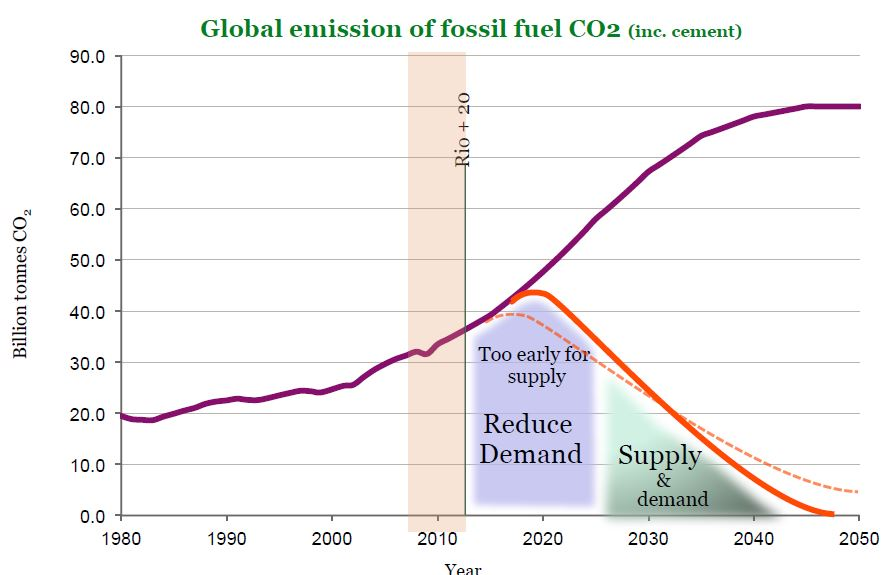 Global emission of fossil fuel CO2 (inc. cement)
90.0
80.0
70.0
60.0
50.0
40.0
30.0
20.0
10.0
0.0
Billion tonnes CO₂
Rio + 20
Too early for
supply
Reduce
Demand
Supply
&
demand
1980 1990 2000 2010 2020 2030 2040 2050
Year